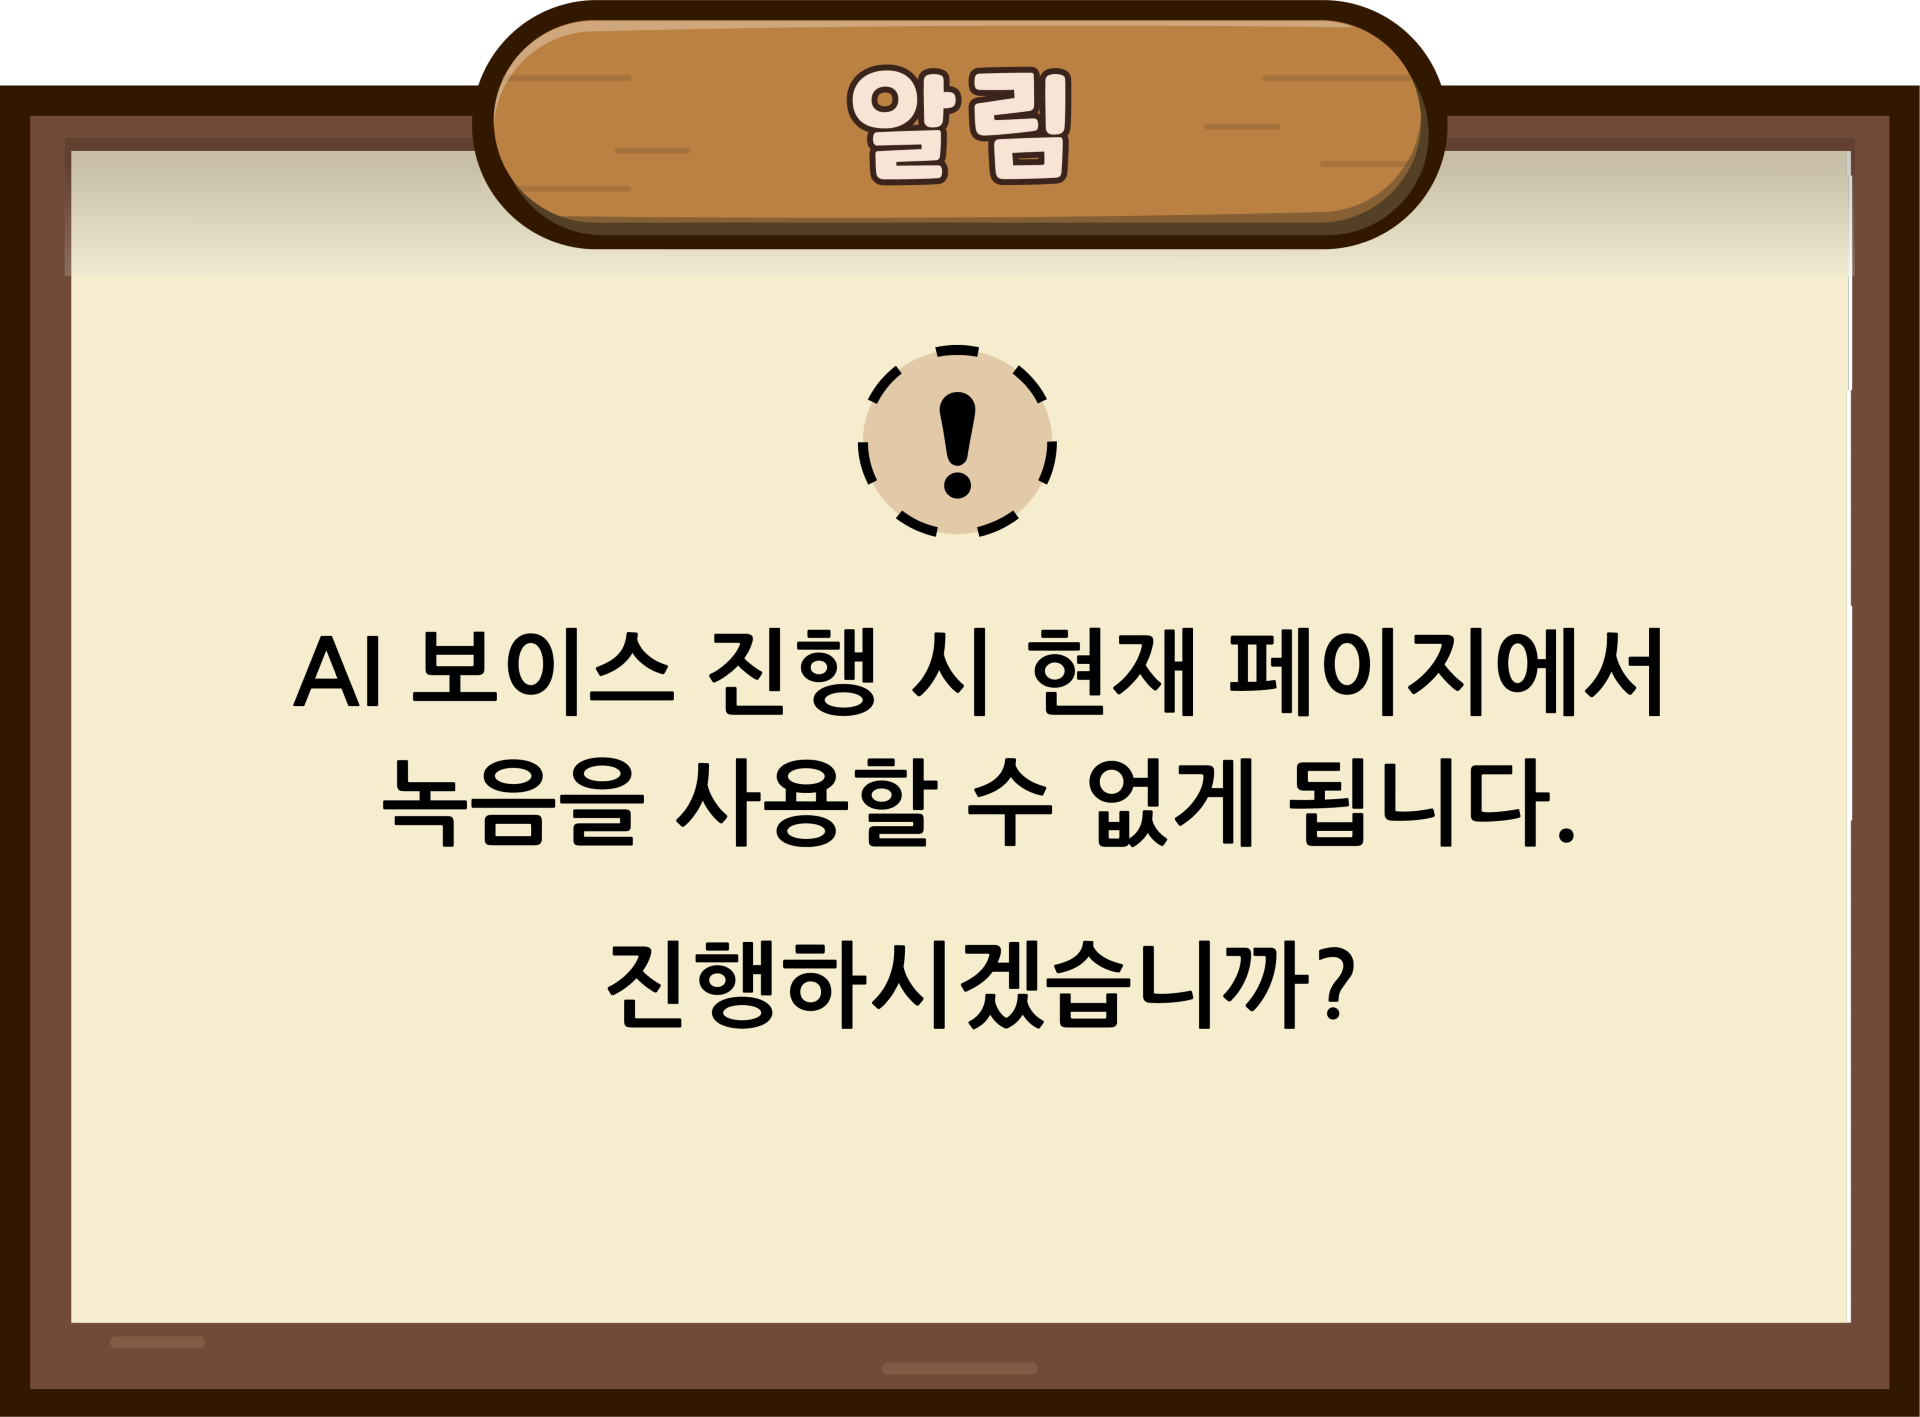 알림
!
AI 보이스 진행 시 현재 페이지에서
녹음을 사용할 수 없게 됩니다.
진행하시겠습니까?